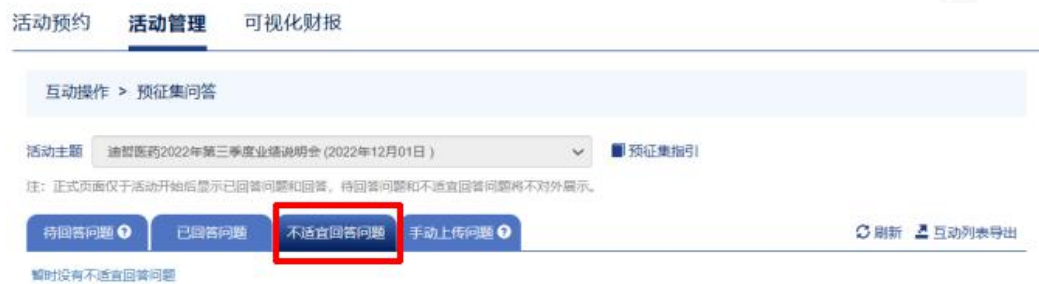 活动预约 活动管理 可视化财报
互动操作 > 预征集问答
活动主题 迪哲医药2022年第三季度业绩说明会 (2022年12月01日 ) 预征集指引
注：正式页面仅于活动开始后显示已回答问题和回答，待回答问题和不适宜回答问题将不对外展示。
待回答问题 ? 已回答问题 不适宜回答问题 手动上传问题 ? 刷新 互动列表导出
暂时没有不适宜回答问题